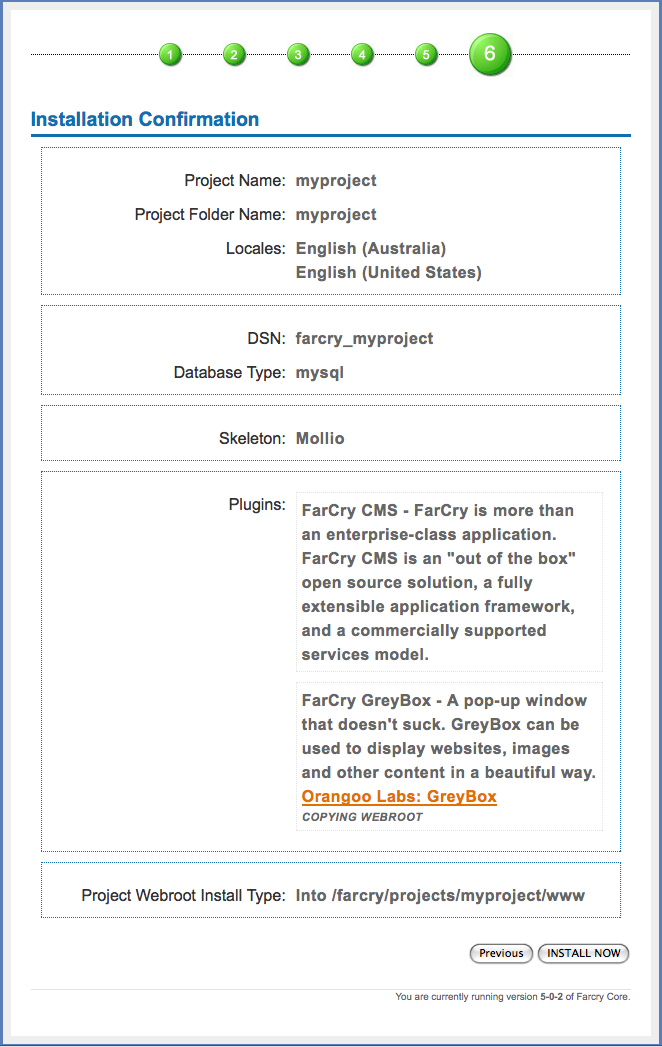 1 2 3 4 5 6
Installation Confirmation
Project Name: myproject
Project Folder Name: myproject
Locales: English (Australia)
English (United States)
DSN: farcry_myproject
Database Type: mysql
Skeleton: Mollio
Plugins: FarCry CMS - FarCry is more than
an enterprise-class application.
FarCry CMS is an "out of the box"
open source solution, a fully
extensible application framework,
and a commercially supported
services model.
FarCry GreyBox - A pop-up window
that doesn't suck. GreyBox can be
used to display websites, images
and other content in a beautiful way.
Orangoo Labs: GreyBox
COPYING WEBROOT
Project Webroot Install Type: Into /farcry/projects/myproject/www
Previous INSTALL NOW
You are currently running version 5-0-2 of Farcry Core.